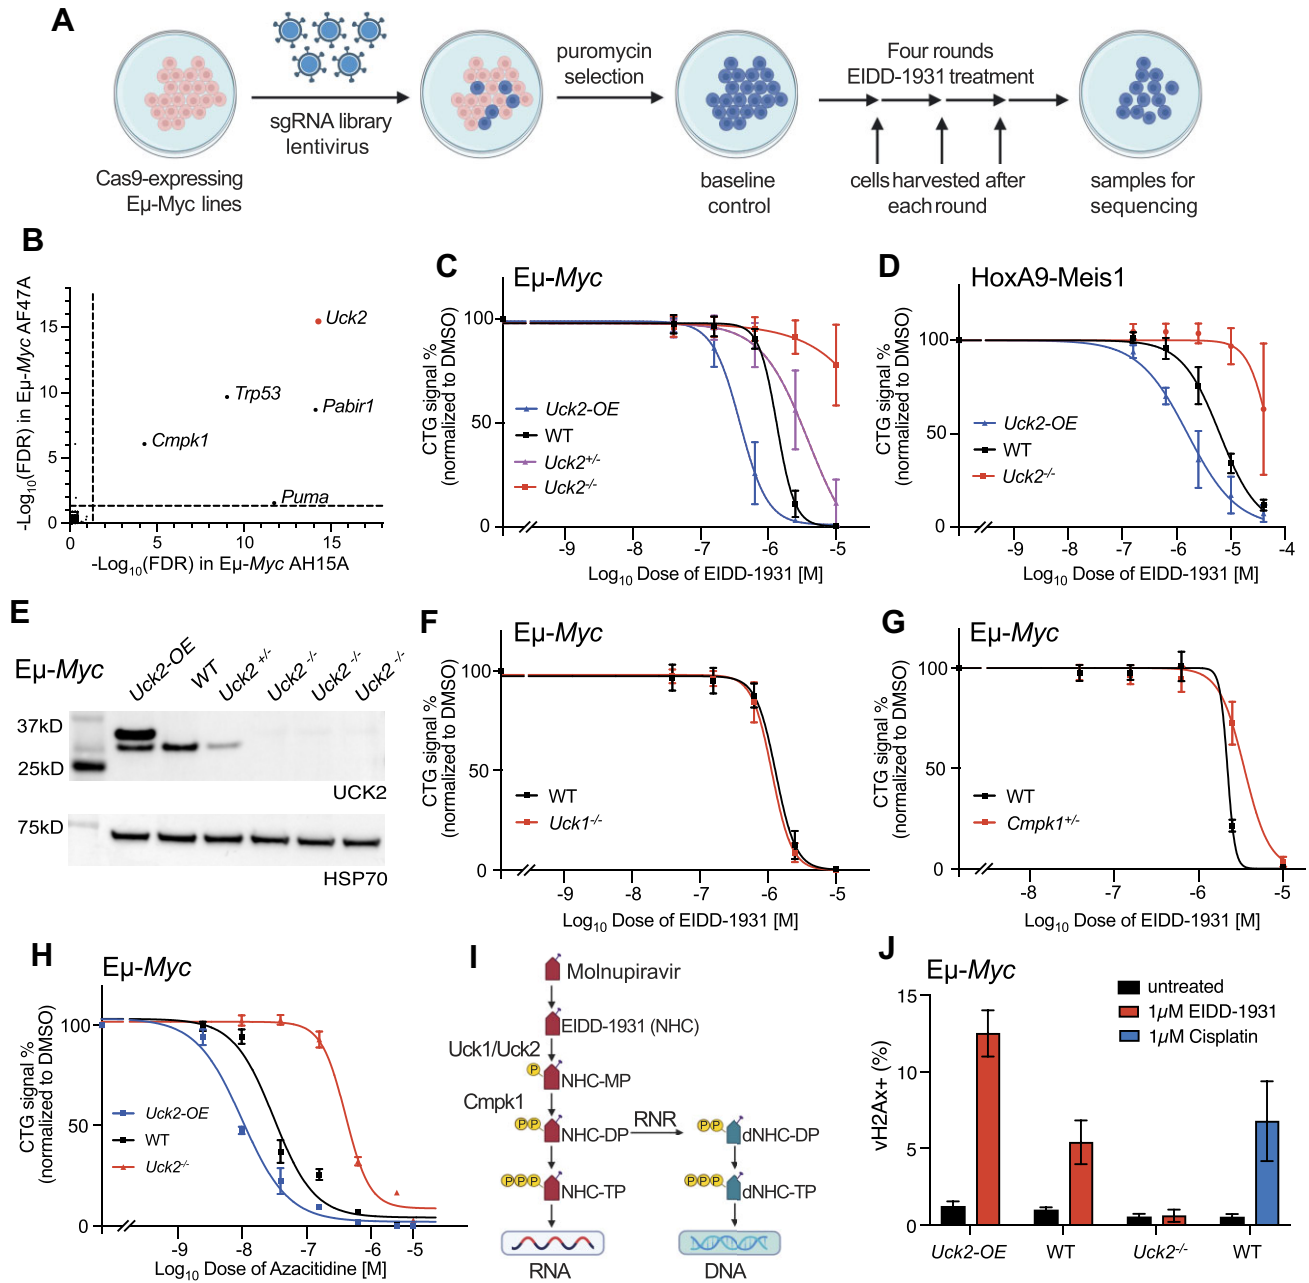 A
Cas9-expressing
Eµ-Myc lines
sgRNA library
lentivirus
puromycin
selection
baseline
control
Four rounds
EIDD-1931 treatment
cells harvested after
each round
samples for
sequencing
B
-Log10(FDR) in Eµ-Myc AF47A
15
10
5
0
Uck2
Trp53
Pabir1
Cmpk1
Puma
0 5 10 15
-Log10(FDR) in Eµ-Myc AH15A
C
Eµ-Myc
CTG signal %
(normalized to DMSO)
100
50
0
Uck2-OE
WT
Uck2+/-
Uck2-/-
-9 -8 -7 -6 -5
Log10 Dose of EIDD-1931 [M]
D
HoxA9-Meis1
CTG signal %
(normalized to DMSO)
100
50
0
Uck2-OE
WT
Uck2-/-
-9 -8 -7 -6 -5 -4
Log10 Dose of EIDD-1931 [M]
E
Eµ-Myc
Uck2-OE
WT
Uck2 +/-
Uck2 -/-
Uck2 -/-
Uck2 -/-
37kD
25kD
UCK2
75kD
HSP70
F
Eµ-Myc
CTG signal %
(normalized to DMSO)
100
50
0
WT
Uck1-/-
-9 -8 -7 -6 -5
Log10 Dose of EIDD-1931 [M]
G
Eµ-Myc
CTG signal %
(normalized to DMSO)
100
50
0
WT
Cmpk1+/-
-8 -7 -6 -5
Log10 Dose of EIDD-1931 [M]
H
Eµ-Myc
CTG signal %
(normalized to DMSO)
100
50
0
Uck2-OE
WT
Uck2-/-
-9 -8 -7 -6 -5
Log10 Dose of Azacitidine [M]
I
Molnupiravir
EIDD-1931 (NHC)
Uck1/Uck2
P
NHC-MP
Cmpk1
P P
NHC-DP
RNR
P P
dNHC-DP
P P P
NHC-TP
P P P
dNHC-TP
RNA
DNA
J
Eµ-Myc
untreated
1µM EIDD-1931
1µM Cisplatin
vH2Ax+ (%)
15
10
5
0
Uck2-OE WT Uck2-/- WT